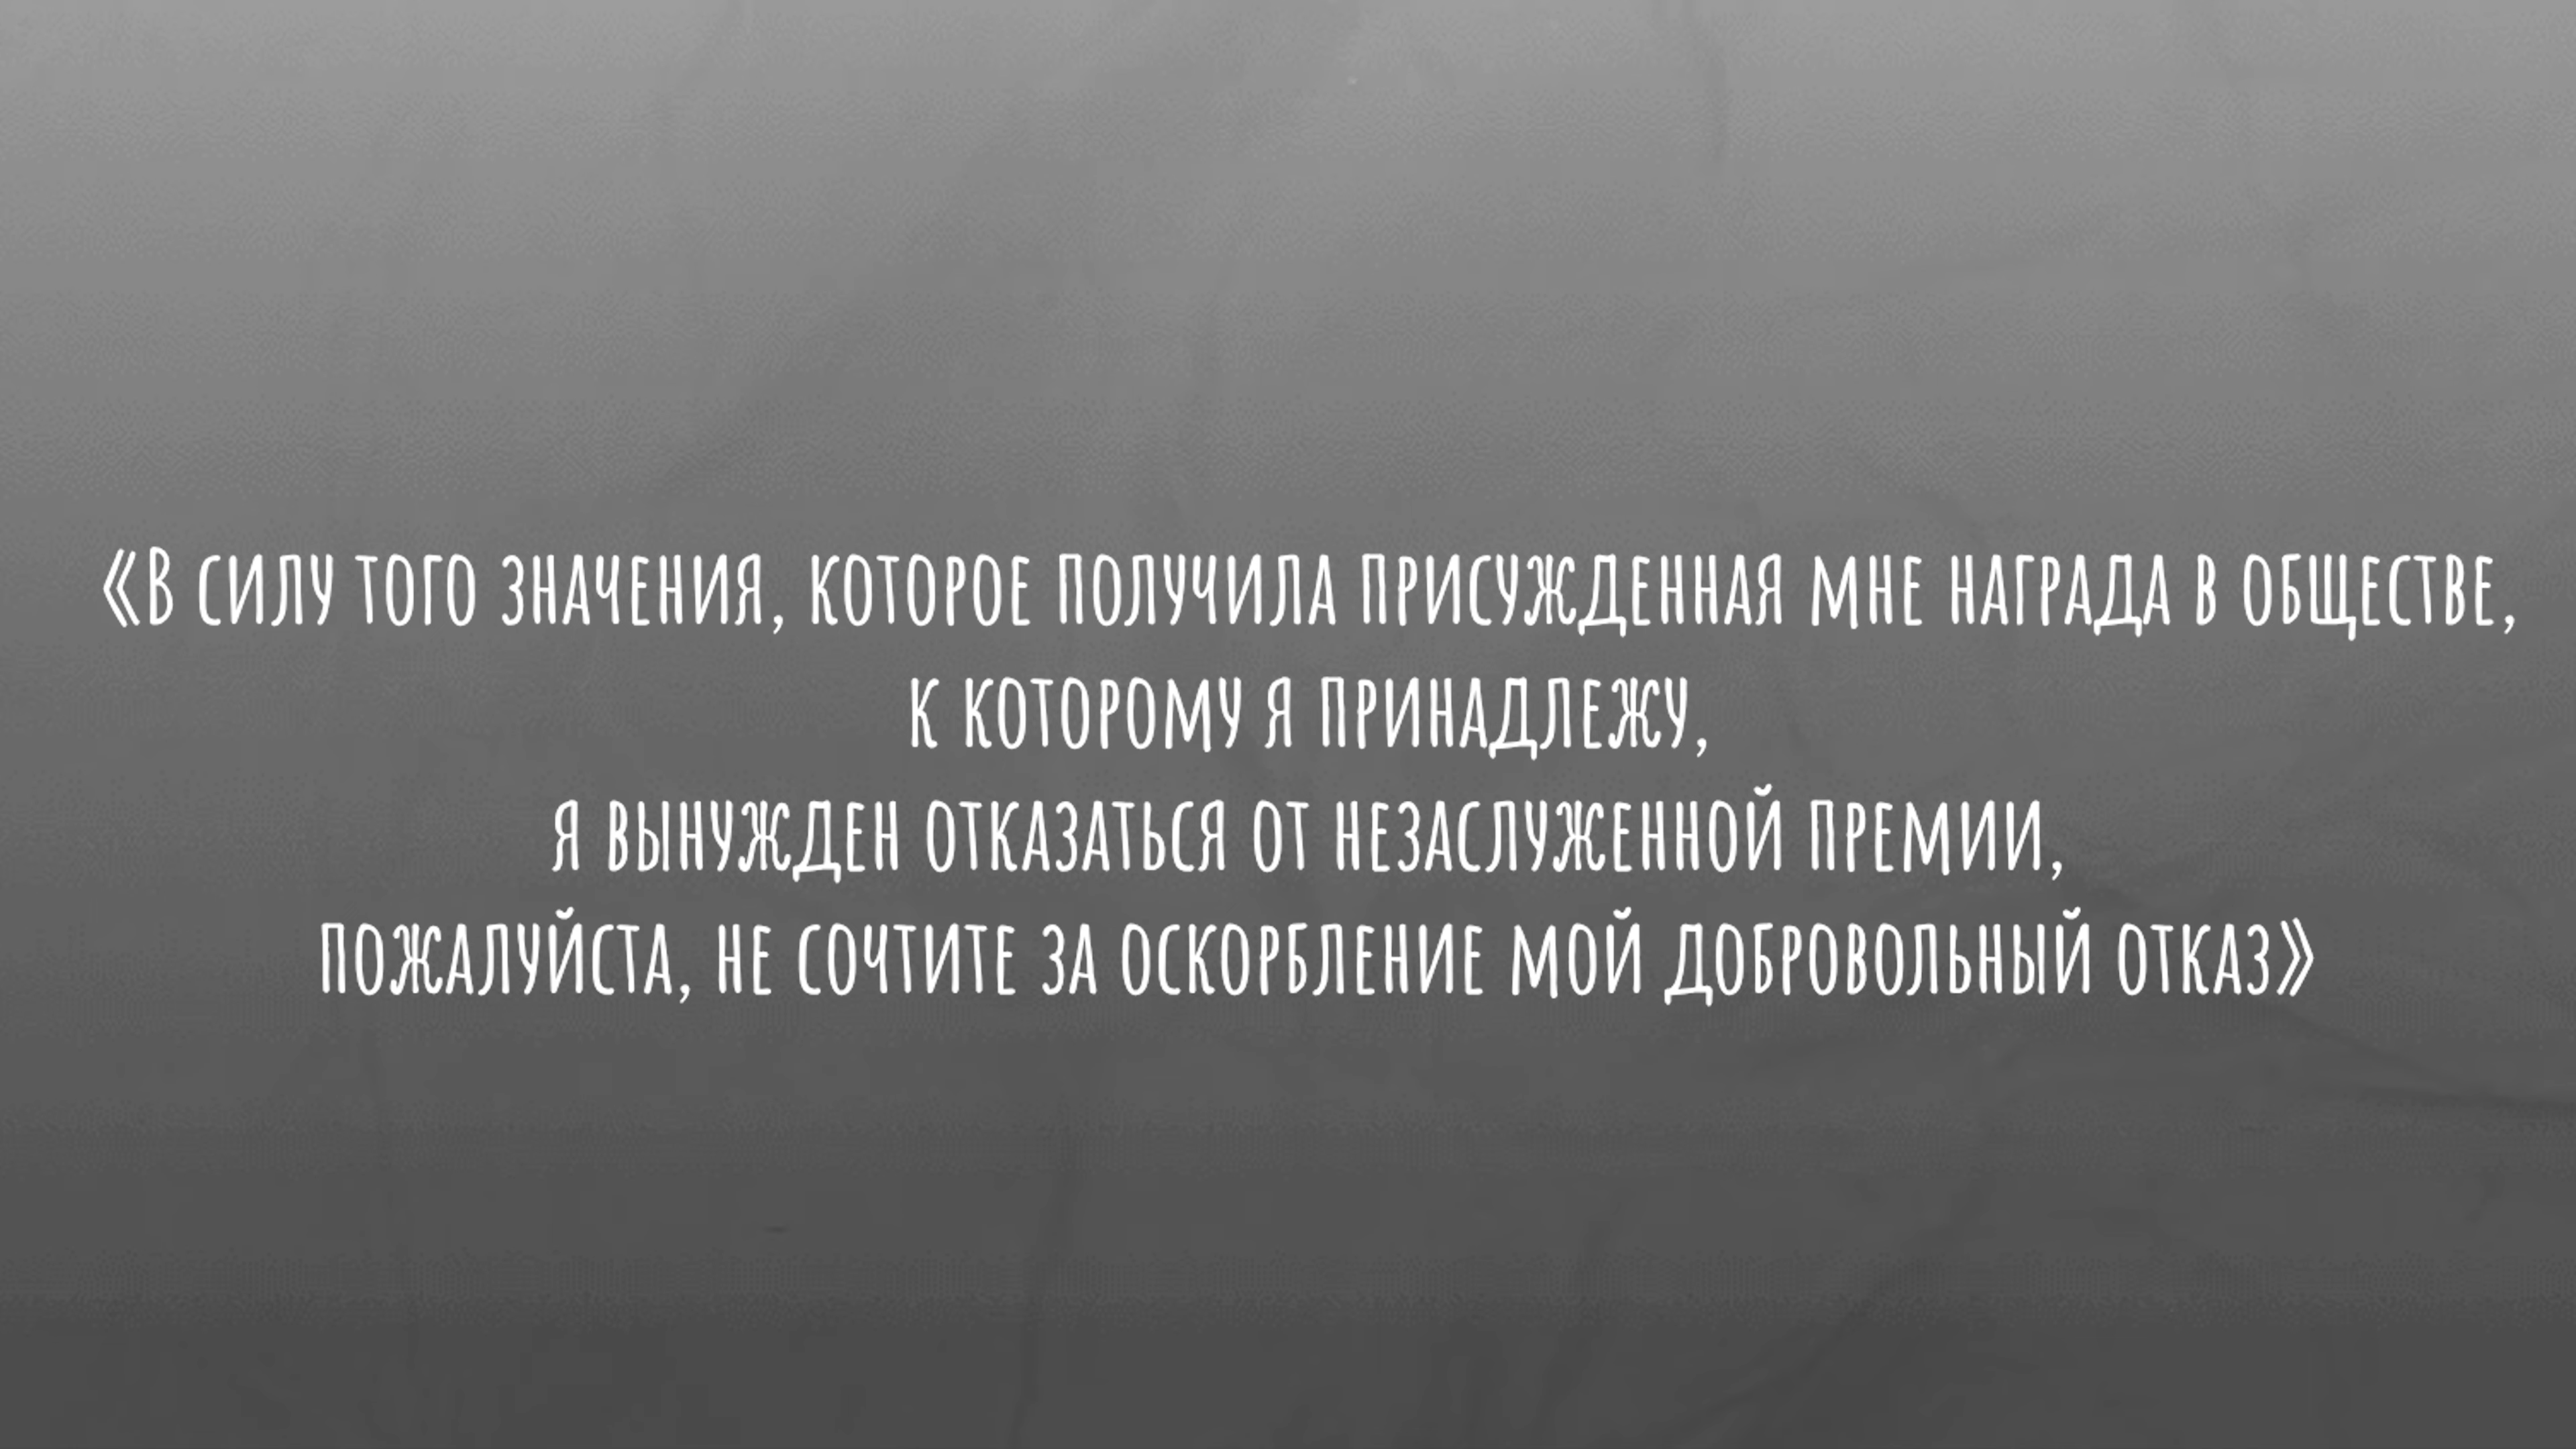 «В силу того значения, которое получила присужденная мне награда в обществе,
к которому я принадлежу,
я вынужден отказаться от незаслуженной премии,
пожалуйста, не сочтите за оскорбление мой добровольный отказ»